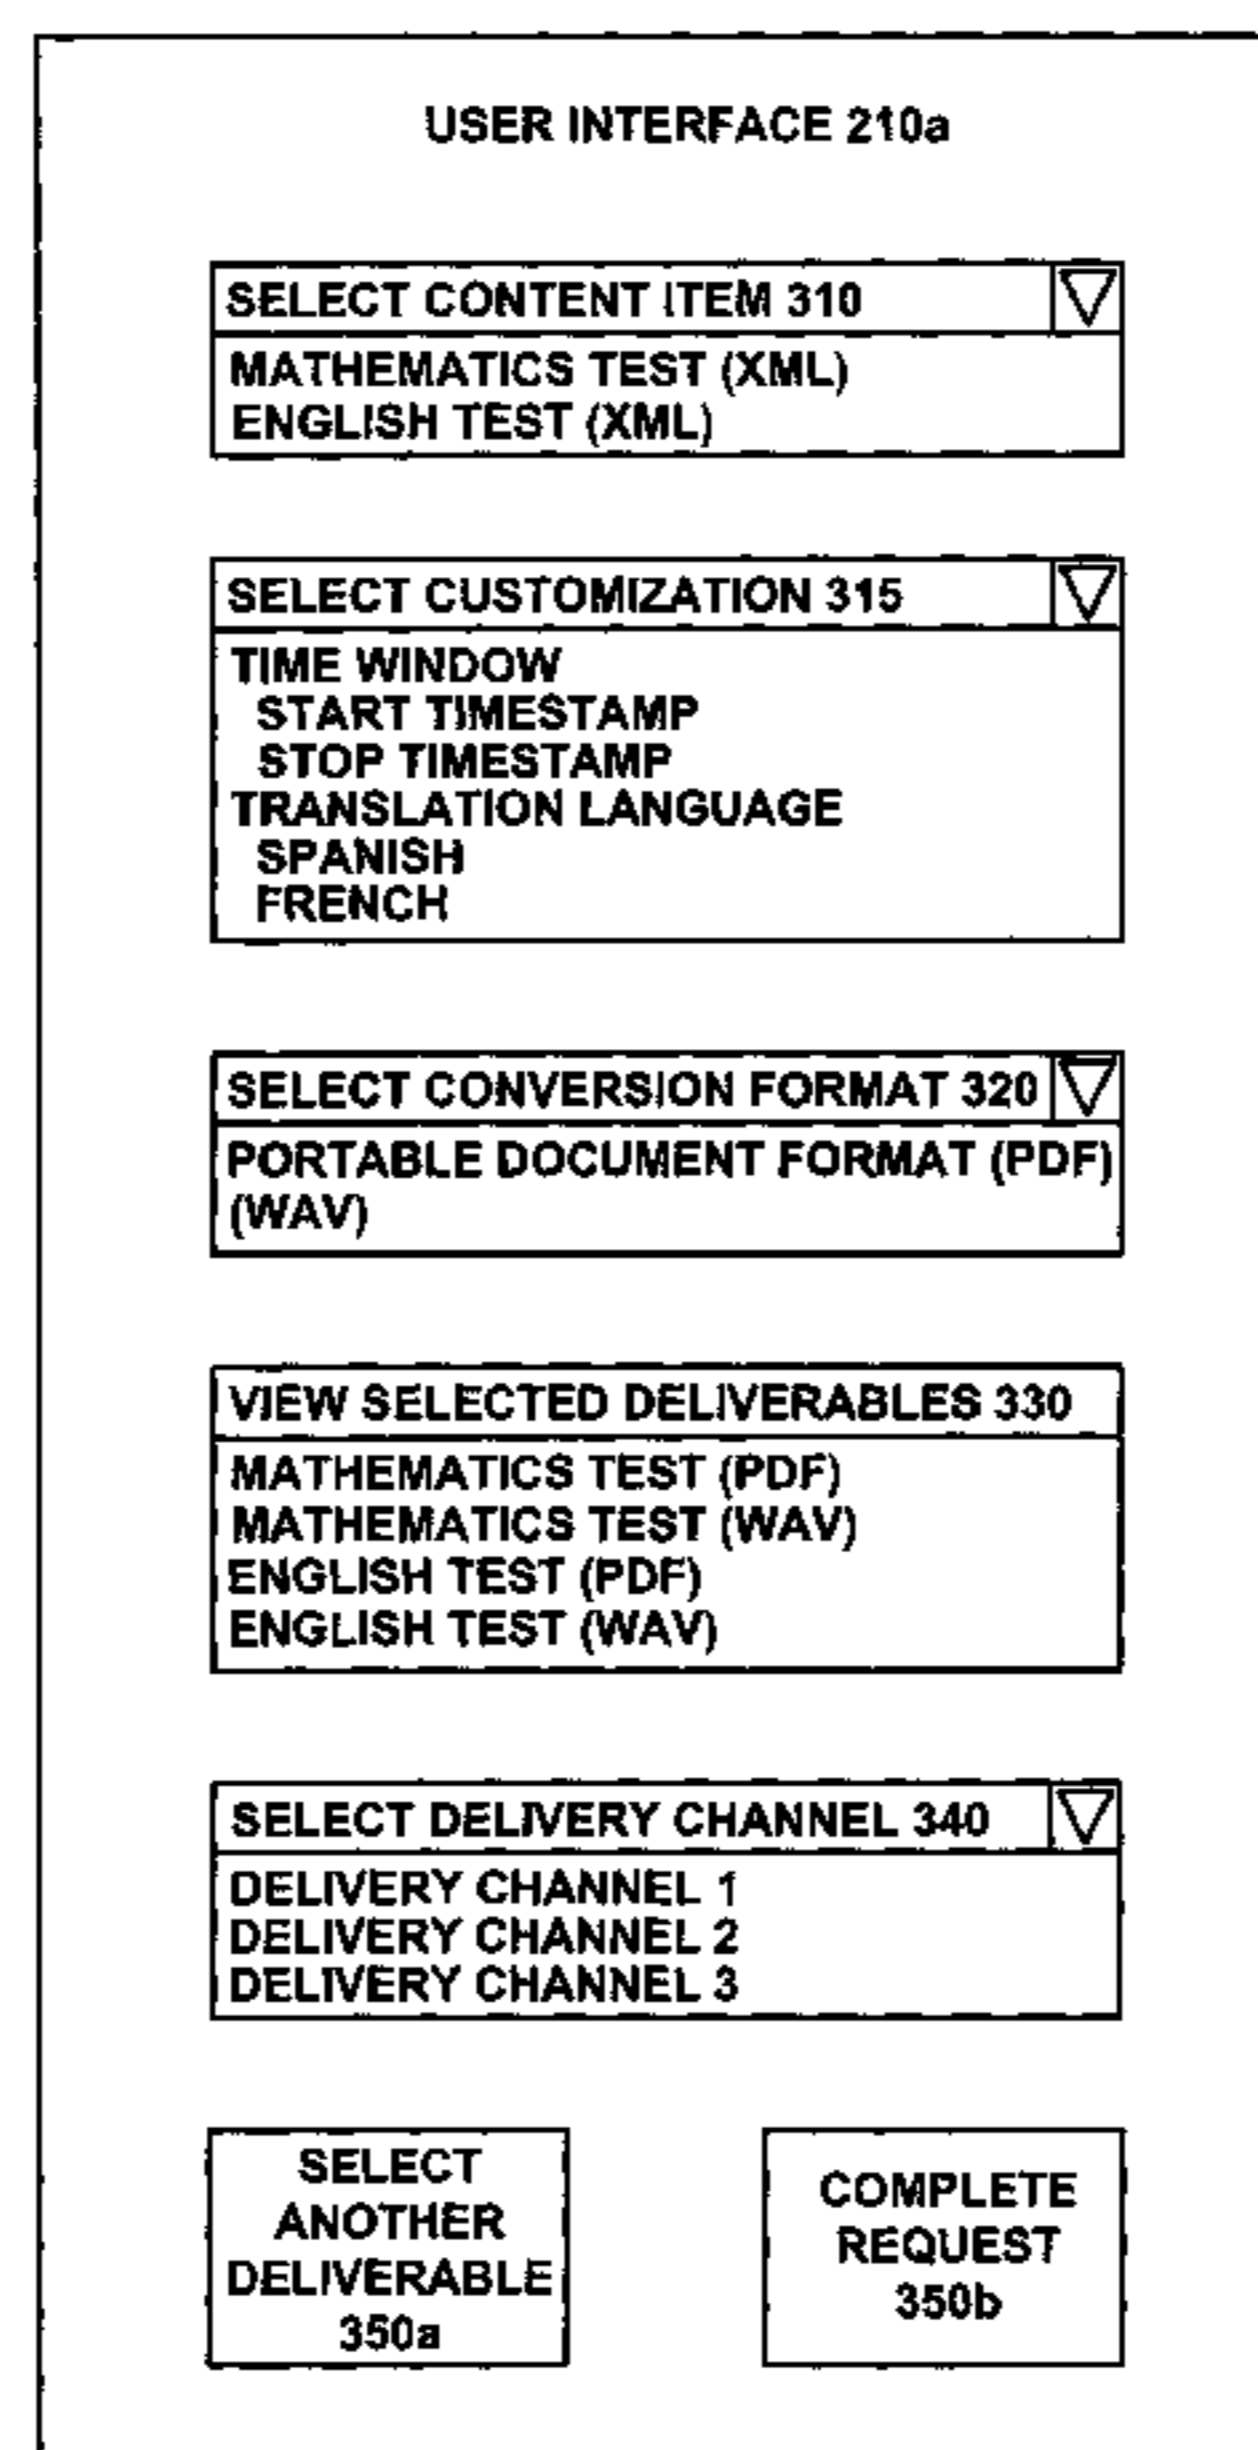 USER INTERFACE 210a
SELECT CONTENT ITEM 310
MATHEMATICS TEST (XML)
ENGLISH TEST (XML)
SELECT CUSTOMIZATION 315
TIME WINDOW
START TIMESTAMP
STOP TIMESTAMP
TRANSLATION LANGUAGE
SPANISH
FRENCH
SELECT CONVERSION FORMAT 320
PORTABLE DOCUMENT FORMAT (PDF)
(WAV)
VIEW SELECTED DELIVERABLES 330
MATHEMATICS TEST (PDF)
MATHEMATICS TEST (WAV)
ENGLISH TEST (PDF)
ENGLISH TEST (WAV)
SELECT DELIVERY CHANNEL 340
DELIVERY CHANNEL 1
DELIVERY CHANNEL 2
DELIVERY CHANNEL 3
SELECT
ANOTHER
DELIVERABLE
350a
COMPLETE
REQUEST
350b